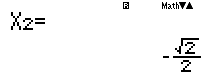 R Math▼▲
X2=
-√2/2